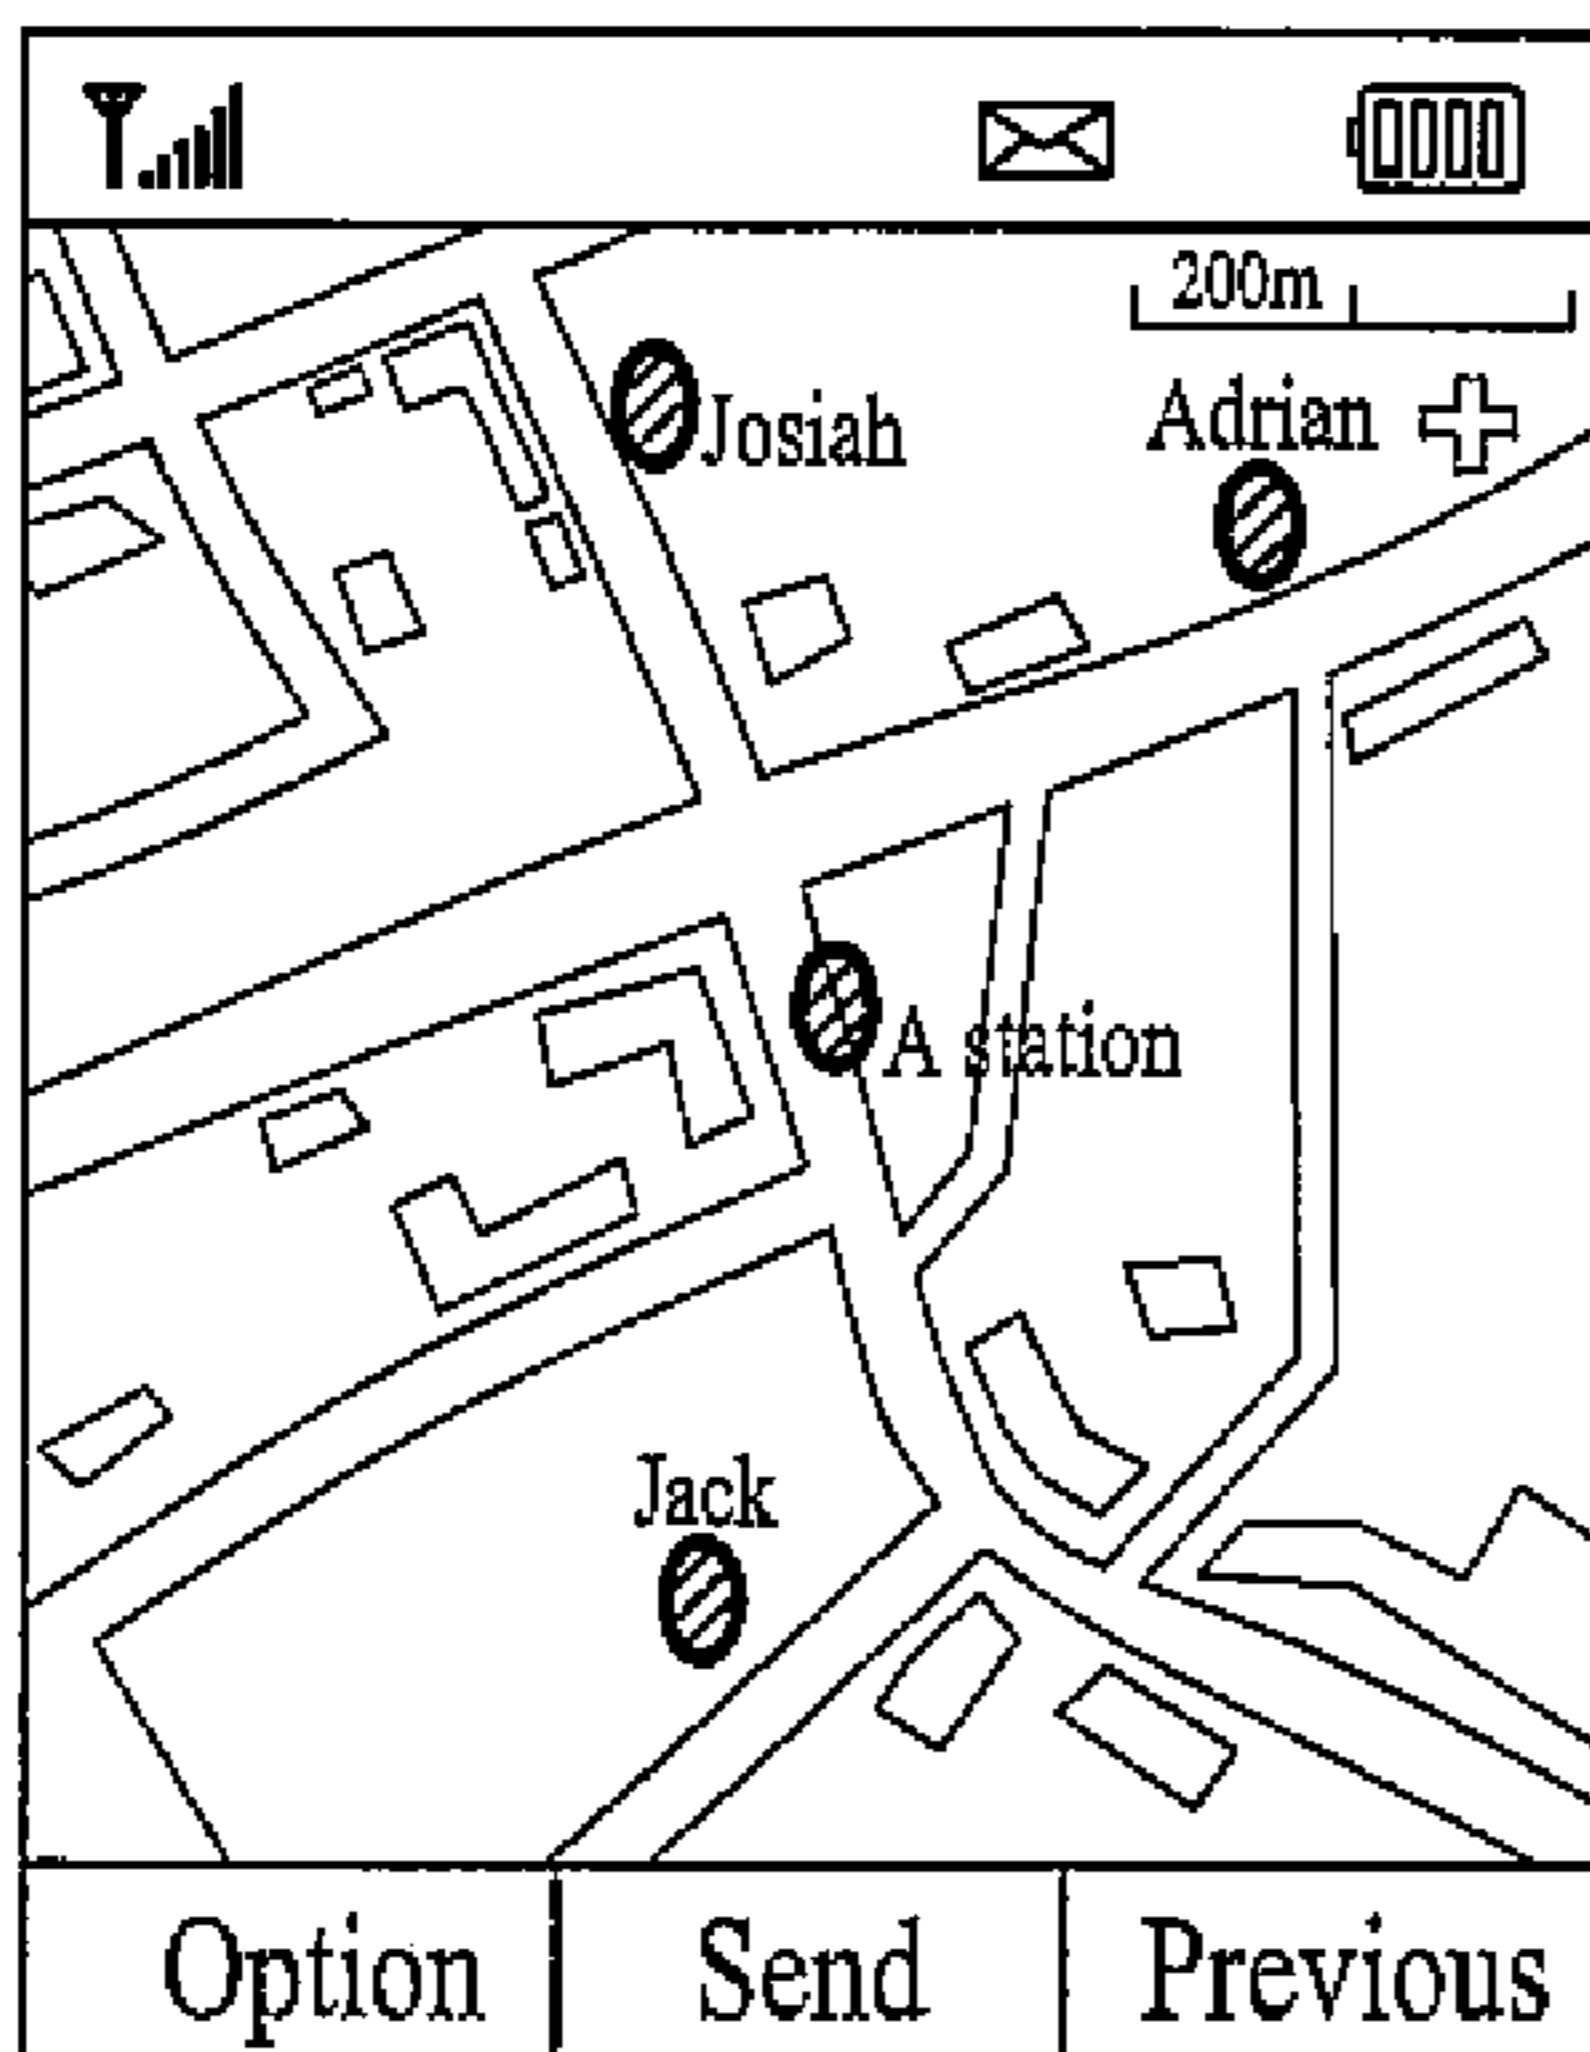 200m
Josiah
Adrian
A station
Jack
Option
Send
Previous